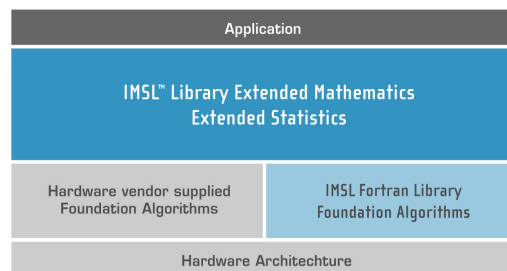 Application
IMSL™ Library Extended Mathematics
Extended Statistics
Hardware vendor supplied
Foundation Algorithms
IMSL Fortran Library
Foundation Algorithms
Hardware Architechture